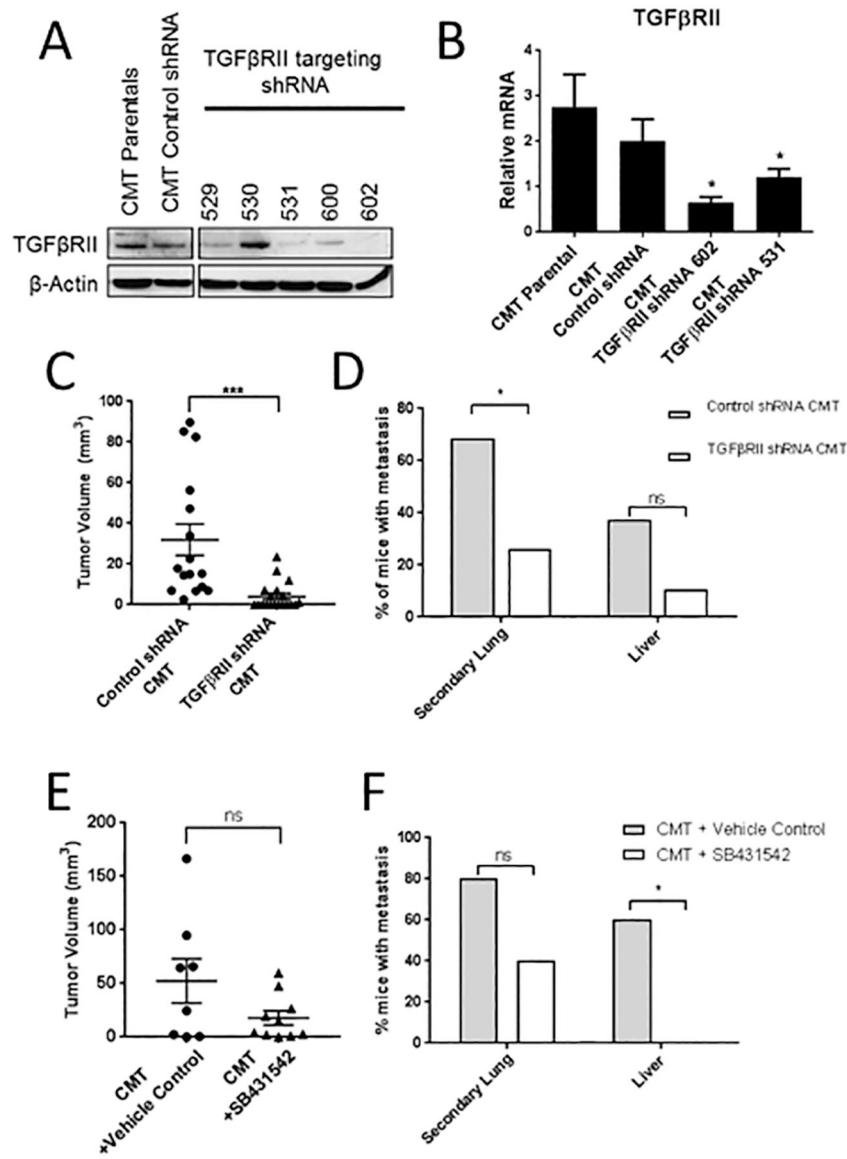 A
CMT Parentals
CMT Control shRNA
TGFβRII targeting
shRNA
529
530
531
600
602
TGFβRII
β-Actin
B
TGFβRII
Relative mRNA
4
3
2
1
0
*
*
CMT Parental
CMT
Control shRNA
CMT
TGFβRII shRNA 602
CMT
TGFβRII shRNA 531
C
Tumor Volume (mm³)
100
80
60
40
20
0
***
Control shRNA
CMT
TGFβRII shRNA
CMT
D
% of mice with metastasis
80
60
40
20
0
*
ns
Control shRNA CMT
TGFβRII shRNA CMT
Secondary Lung
Liver
E
Tumor Volume (mm³)
200
150
100
50
0
ns
CMT
+Vehicle Control
CMT
+SB431542
F
% mice with metastasis
100
80
60
40
20
0
ns
*
CMT + Vehicle Control
CMT + SB431542
Secondary Lung
Liver